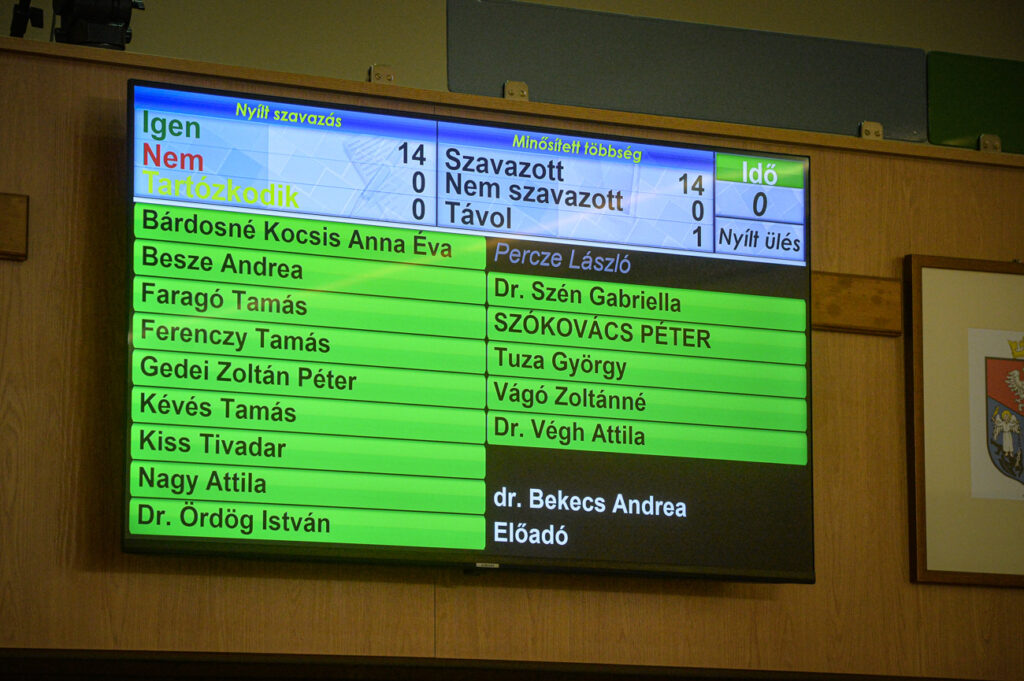 Nyílt szavazás
Igen 14
Nem 0
Tartózkodik 0
Minősített többség
Szavazott 14
Nem szavazott 0
Távol 1
Idő
0
Nyílt ülés
Bárdosné Kocsis Anna Éva
Besze Andrea
Faragó Tamás
Ferenczy Tamás
Gedei Zoltán Péter
Kévés Tamás
Kiss Tivadar
Nagy Attila
Dr. Ördög István
Percze László
Dr. Szén Gabriella
SZÓKOVÁCS PÉTER
Tuza György
Vágó Zoltánné
Dr. Végh Attila
dr. Bekecs Andrea
Előadó